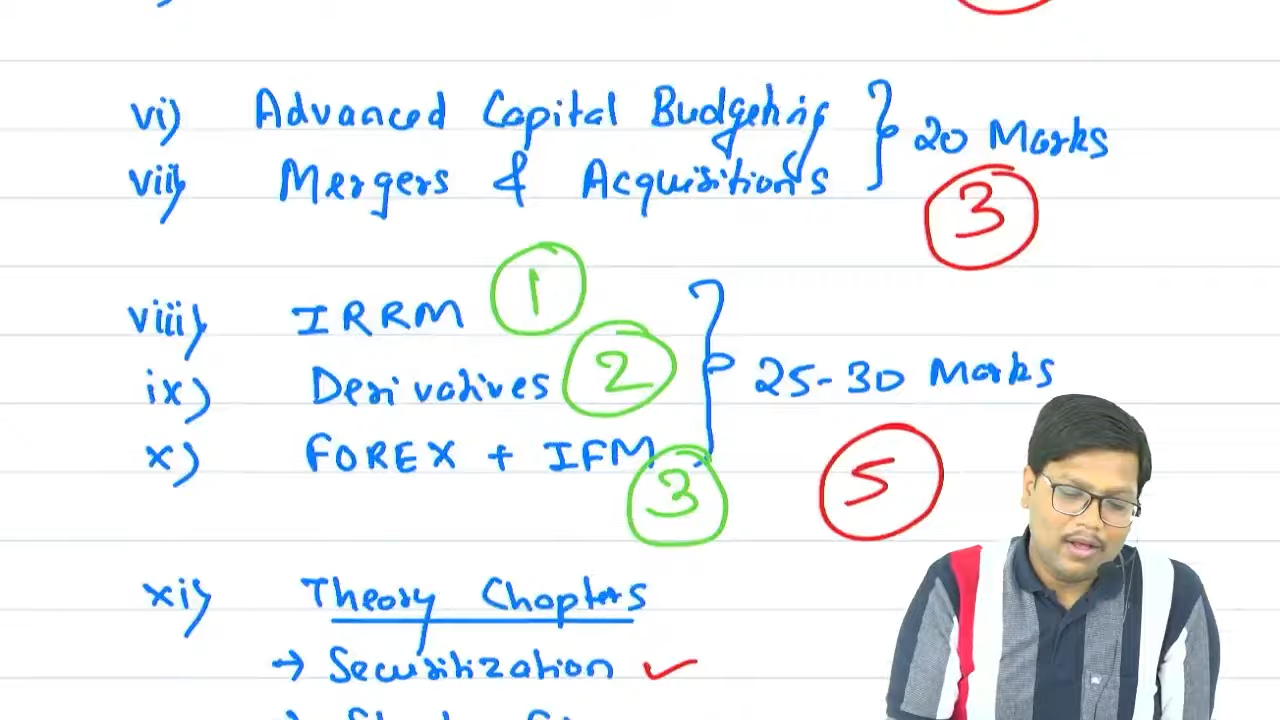 vi) Advanced Capital Budgeting } 20 Marks
vii) Mergers & Acquisitions
3
viii) IRRM 1
ix) Derivatives 2 } 25-30 Marks
x) FOREX + IFM 3
5
xi) Theory Chapters
→ Securitization ✓